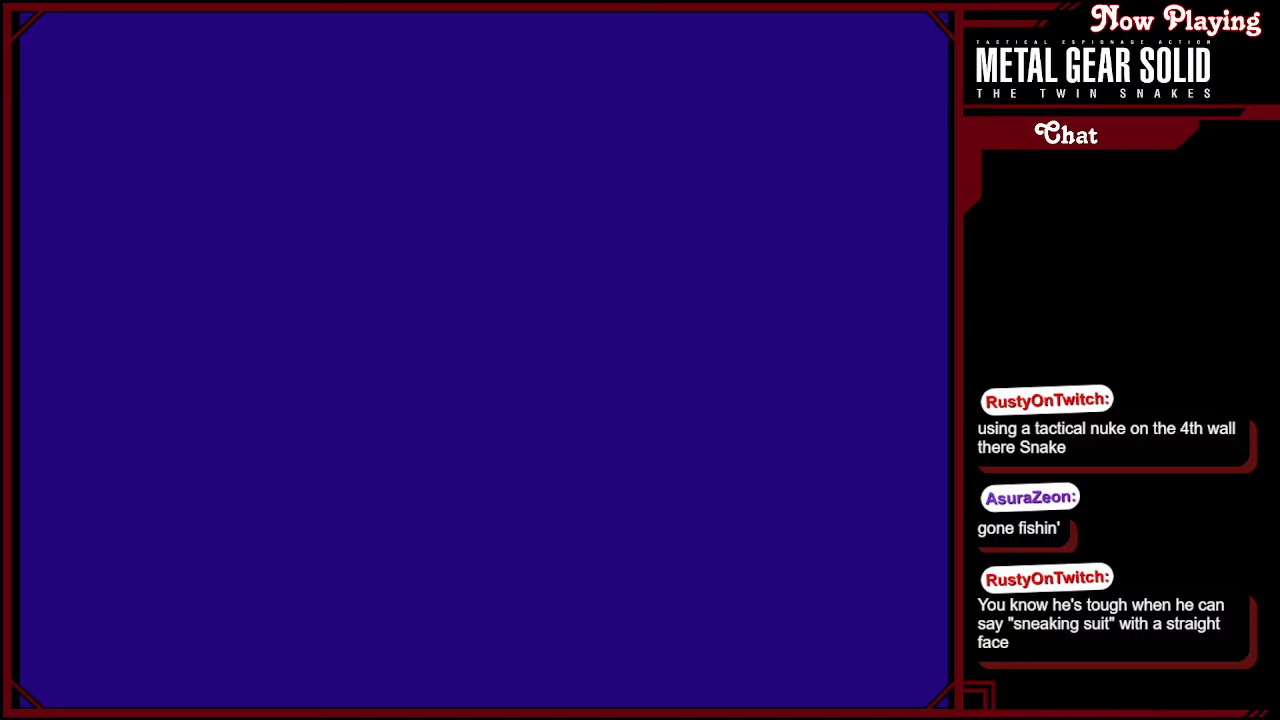 Now Playing
TACTICAL ESPIONAGE ACTION
METAL GEAR SOLID
THE TWIN SNAKES
Chat
RustyOnTwitch:
using a tactical nuke on the 4th wall
there Snake
AsuraZeon:
gone fishin'
RustyOnTwitch:
You know he's tough when he can
say "sneaking suit" with a straight
face